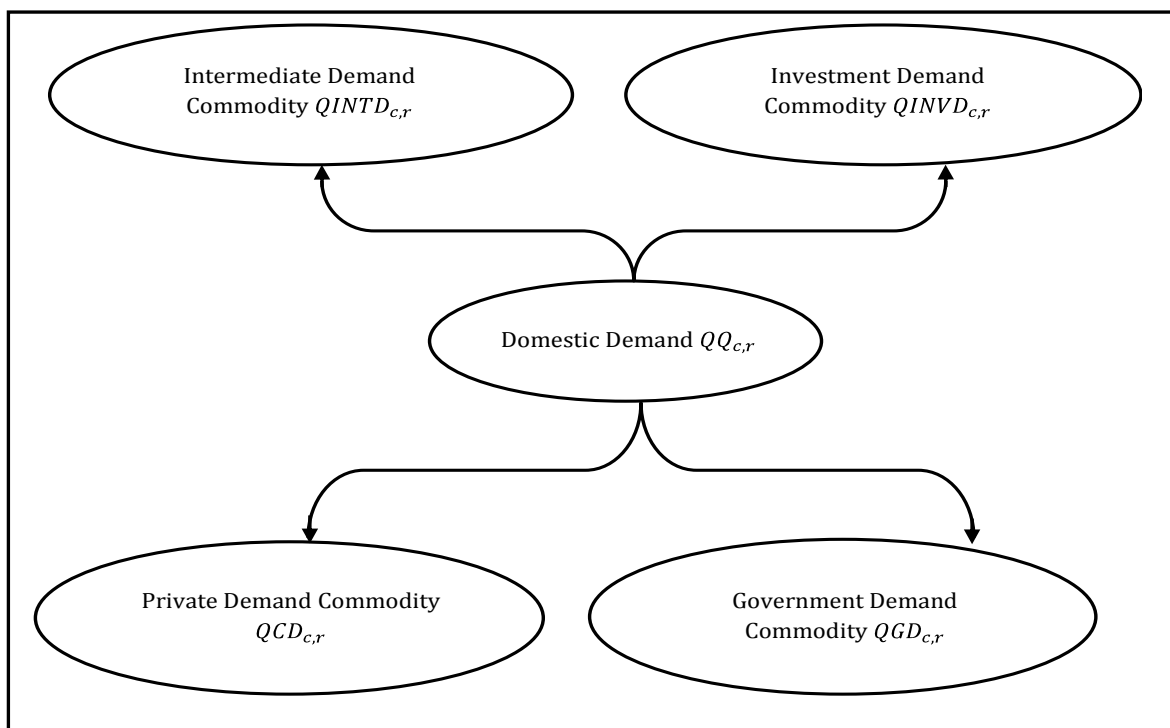 Intermediate Demand
Commodity QINTD_{c,r}
Investment Demand
Commodity QINVD_{c,r}
Domestic Demand QQ_{c,r}
Private Demand Commodity
QCD_{c,r}
Government Demand
Commodity QGD_{c,r}